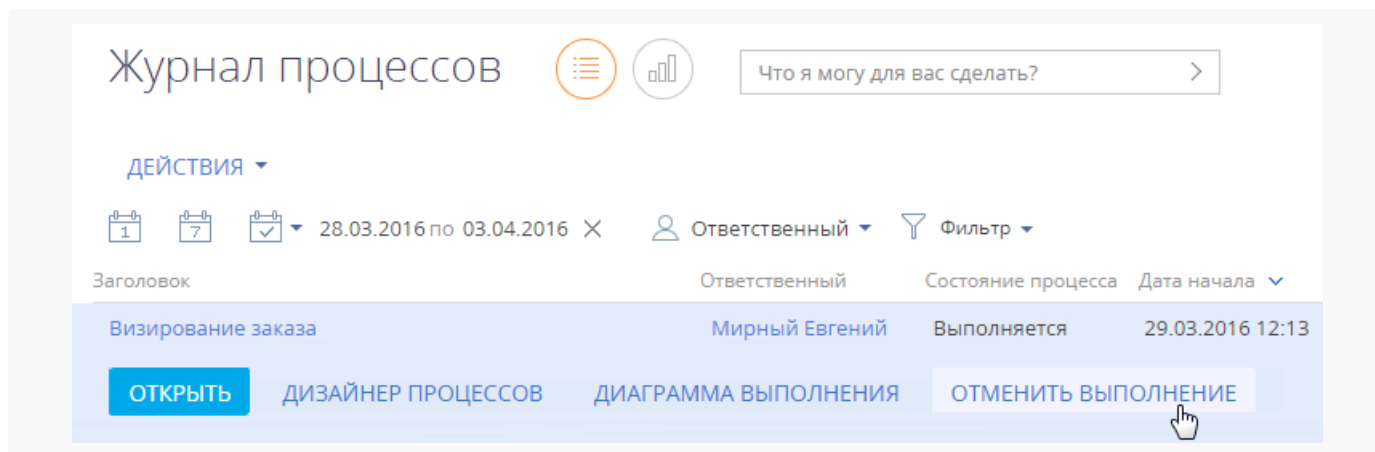 Журнал процессов Что я могу для вас сделать?
ДЕЙСТВИЯ
1 7 28.03.2016 по 03.04.2016 Ответственный Фильтр
Заголовок Ответственный Состояние процесса Дата начала
Визирование заказа Мирный Евгений Выполняется 29.03.2016 12:13
ОТКРЫТЬ ДИЗАЙНЕР ПРОЦЕССОВ ДИАГРАММА ВЫПОЛНЕНИЯ ОТМЕНИТЬ ВЫПОЛНЕНИЕ